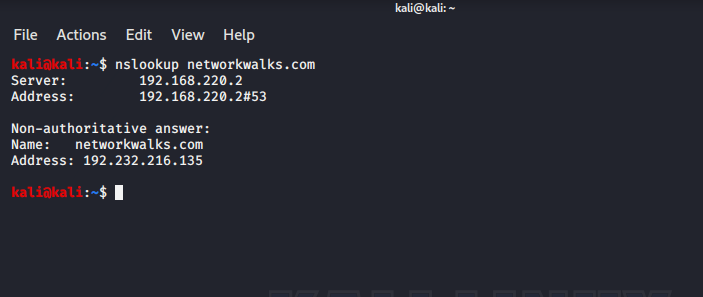 kali@kali: ~
File Actions Edit View Help
kali@kali:~$ nslookup networkwalks.com
Server: 192.168.220.2
Address: 192.168.220.2#53
Non-authoritative answer:
Name: networkwalks.com
Address: 192.232.216.135
kali@kali:~$